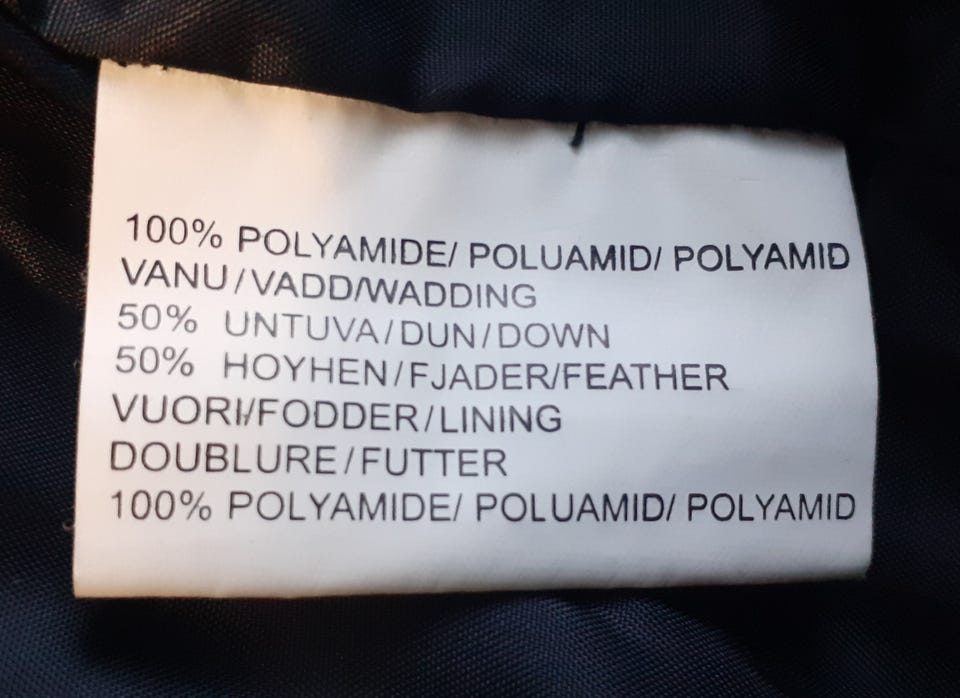 100% POLYAMIDE/ POLUAMID/ POLYAMID
VANU/VADD/WADDING
50% UNTUVA/DUN/DOWN
50% HOYHEN/FJADER/FEATHER
VUORI/FODDER/LINING
DOUBLURE/FUTTER
100% POLYAMIDE/ POLUAMID/ POLYAMID